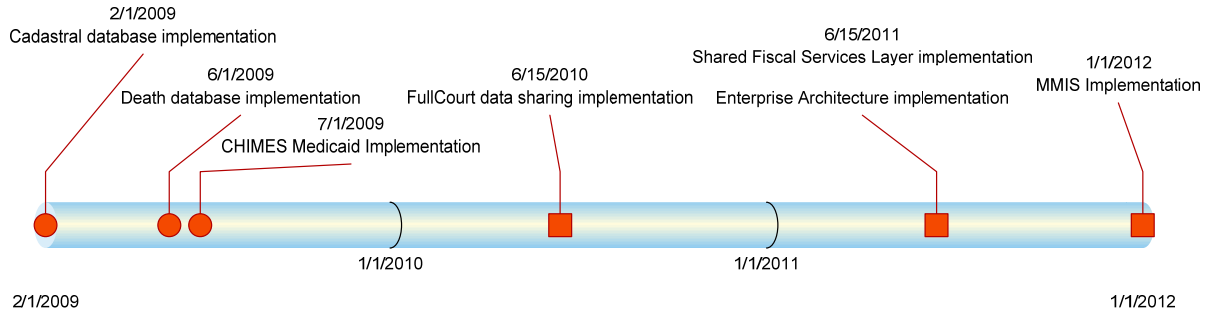 2/1/2009
Cadastral database implementation
6/1/2009
Death database implementation
7/1/2009
CHIMES Medicaid Implementation
6/15/2010
FullCourt data sharing implementation
6/15/2011
Shared Fiscal Services Layer implementation
Enterprise Architecture implementation
1/1/2012
MMIS Implementation
1/1/2010
1/1/2011
2/1/2009
1/1/2012